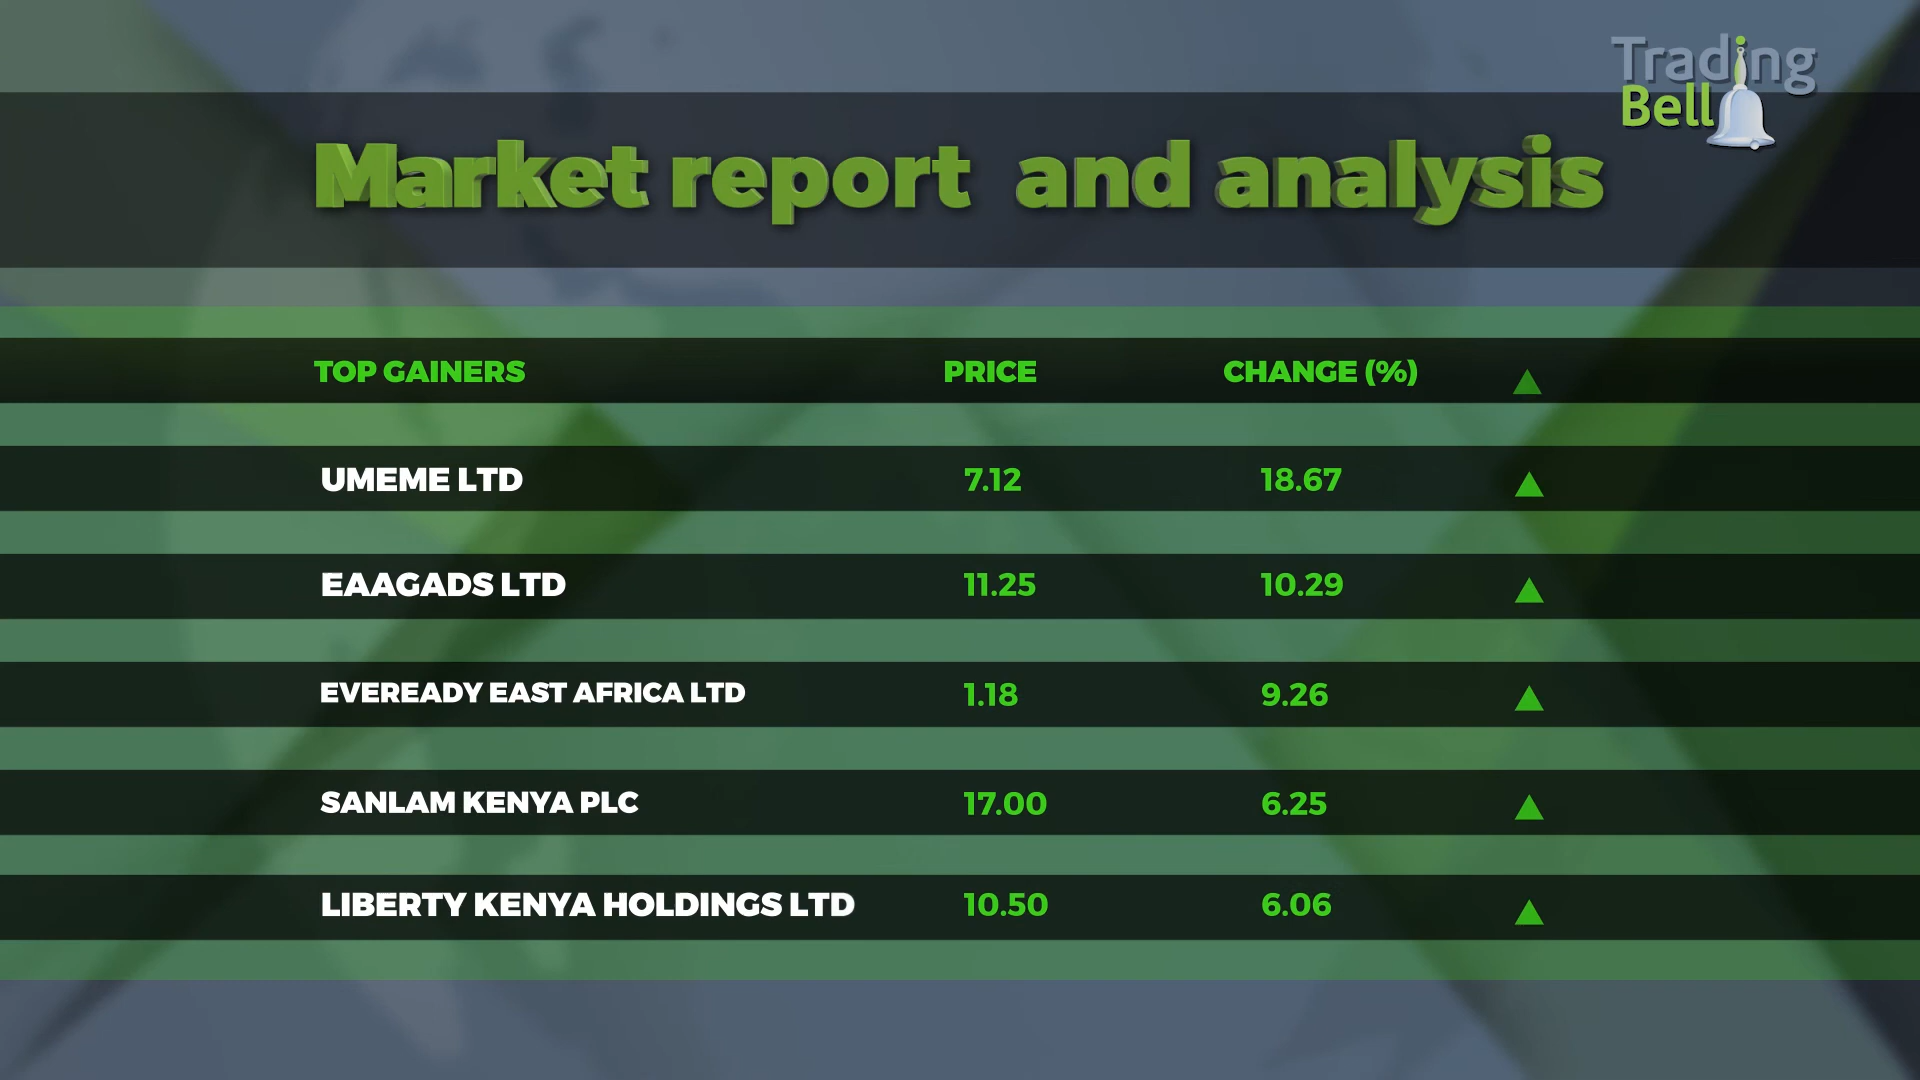 Trading
Bell
Market report and analysis
TOP GAINERS PRICE CHANGE (%)
UMEME LTD 7.12 18.67
EAAGADS LTD 11.25 10.29
EVEREADY EAST AFRICA LTD 1.18 9.26
SANLAM KENYA PLC 17.00 6.25
LIBERTY KENYA HOLDINGS LTD 10.50 6.06